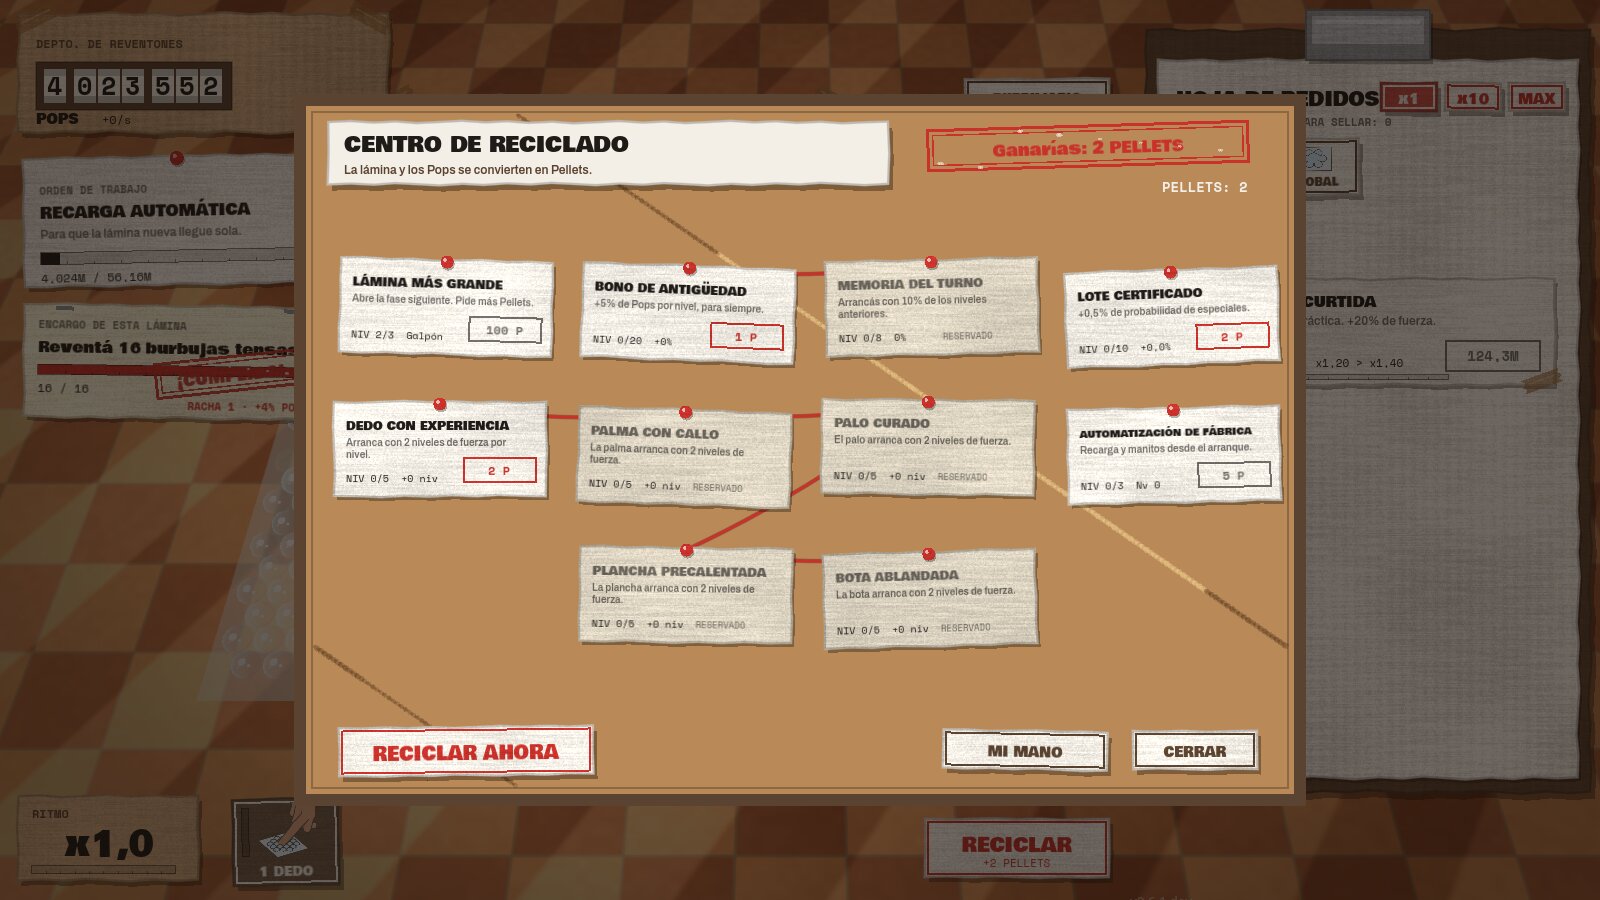 DEPTO. DE REVENTONES
4 023 552
POPS +0/s
ORDEN DE TRABAJO
RECARGA AUTOMÁTICA
Para que la lámina nueva llegue sola.
4,024M / 56,16M
ENCARGO DE ESTA LÁMINA
Reventá 16 burbujas tensas
16 / 16
RACHA 1 · +4% PO
CENTRO DE RECICLADO
La lámina y los Pops se convierten en Pellets.
Ganarías: 2 PELLETS
PELLETS: 2
LÁMINA MÁS GRANDE
Abre la fase siguiente. Pide más Pellets.
NIV 2/3 Galpón
100 P
BONO DE ANTIGÜEDAD
+5% de Pops por nivel, para siempre.
NIV 0/20 +0%
1 P
MEMORIA DEL TURNO
Arrancás con 10% de los niveles
anteriores.
NIV 0/8 0% RESERVADO
LOTE CERTIFICADO
+0,5% de probabilidad de especiales.
NIV 0/10 +0,0%
2 P
DEDO CON EXPERIENCIA
Arranca con 2 niveles de fuerza por
nivel.
NIV 0/5 +0 niv
2 P
PALMA CON CALLO
La palma arranca con 2 niveles de
fuerza.
NIV 0/5 +0 niv RESERVADO
PALO CURADO
El palo arranca con 2 niveles de fuerza.
NIV 0/5 +0 niv RESERVADO
AUTOMATIZACIÓN DE FÁBRICA
Recarga y manitos desde el arranque.
NIV 0/3 Nv 0
5 P
PLANCHA PRECALENTADA
La plancha arranca con 2 niveles de
fuerza.
NIV 0/5 +0 niv RESERVADO
BOTA ABLANDADA
La bota arranca con 2 niveles de fuerza.
NIV 0/5 +0 niv RESERVADO
RECICLAR AHORA
MI MANO
CERRAR
DE PEDIDOS
x1
x10
MAX
ARA SELLAR: 0
OBAL
CURTIDA
ráctica. +20% de fuerza.
x1,20 > x1,40
124,3M
RITMO
x1,0
1 DEDO
RECICLAR
+2 PELLETS